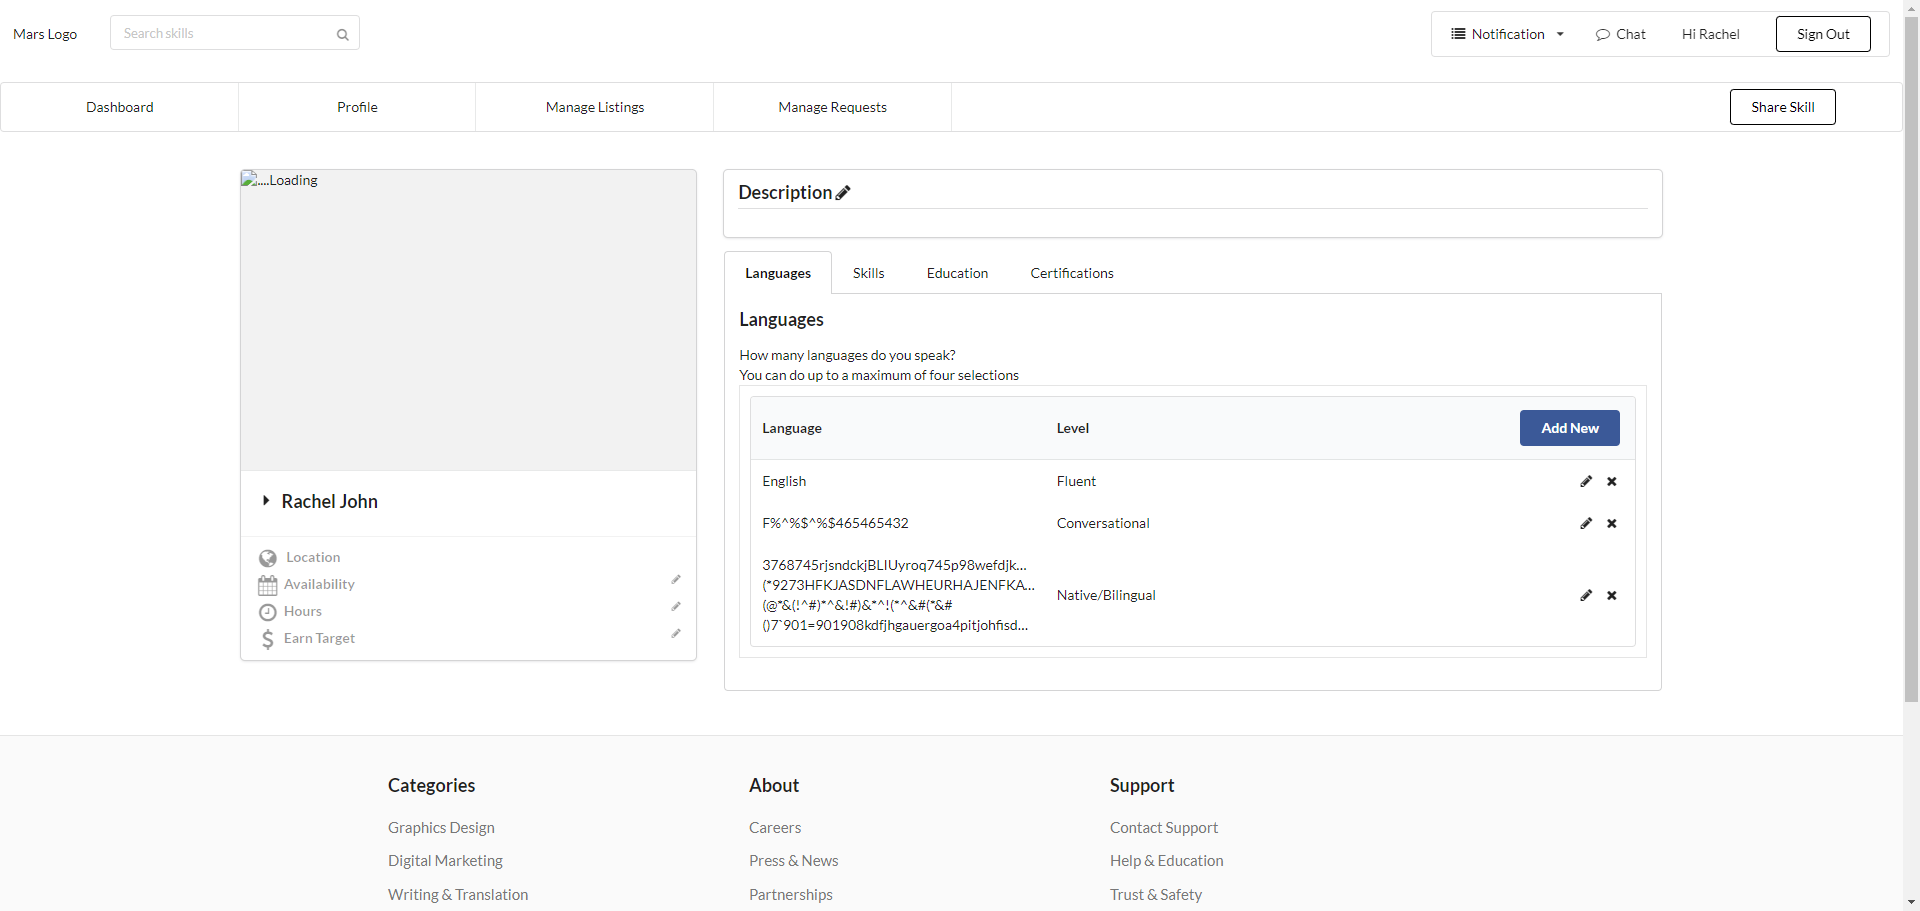 Mars Logo
Search skills
Notification
Chat
Hi Rachel
Sign Out
Dashboard
Profile
Manage Listings
Manage Requests
Share Skill
....Loading
Rachel John
Location
Availability
Hours
Earn Target
Description
Languages
Skills
Education
Certifications
Languages
How many languages do you speak?
You can do up to a maximum of four selections
Language
Level
Add New
English
Fluent
F%^%$^%$465465432
Conversational
3768745rjsndckjBLIUyroq745p98wefdjk...
(*9273HFKJASDNFLAWHEURHAJENFKA...
(@*&(!^#)*^&!#)&*^!(*^&#(*&#
()7`901=901908kdfjhgauergoa4pitjohfisd...
Native/Bilingual
Categories
Graphics Design
Digital Marketing
Writing & Translation
About
Careers
Press & News
Partnerships
Support
Contact Support
Help & Education
Trust & Safety